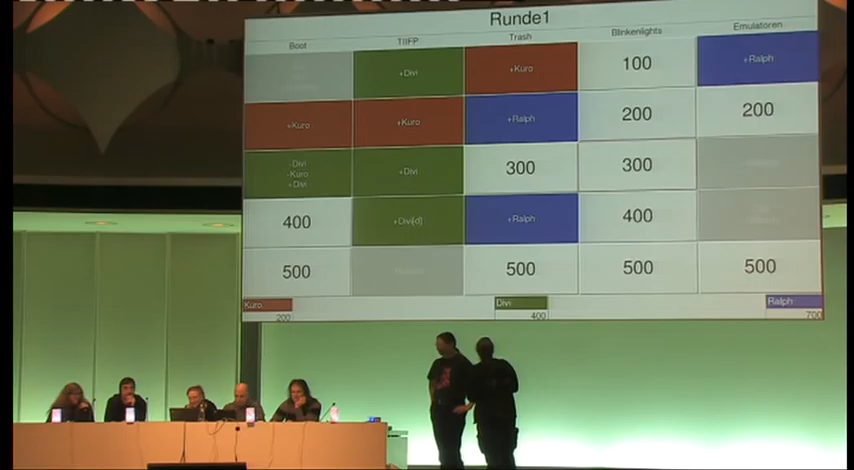 Runde1
Boot TIIFP Trash Blinkenlights Emulatoren
+Divi +Kuro 100 +Ralph
+Kuro +Kuro +Ralph 200 200
-Divi
-Kuro
+Divi
+Divi 300 300
400 +Divi[d] +Ralph 400
500 500 500 500
Kuro Divi Ralph
200 400 700